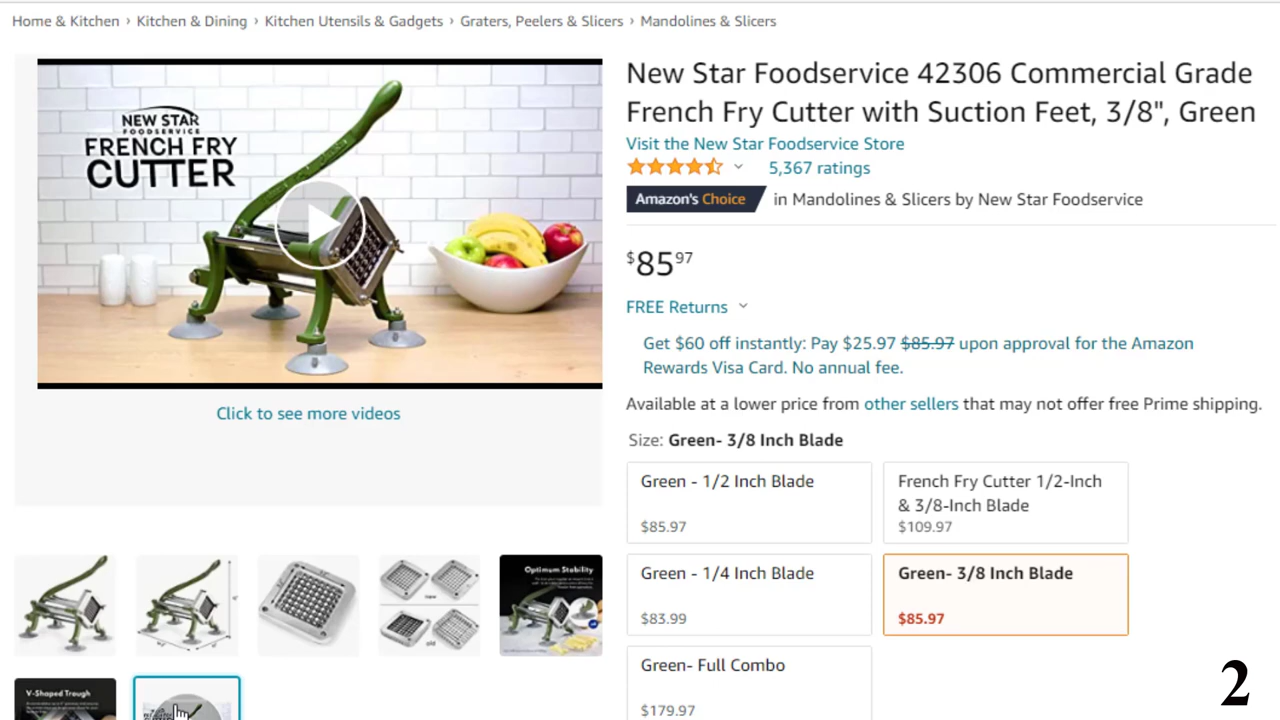 Home & Kitchen › Kitchen & Dining › Kitchen Utensils & Gadgets › Graters, Peelers & Slicers › Mandolines & Slicers
NEW STAR
FOODSERVICE
FRENCH FRY
CUTTER
Click to see more videos
Optimum Stability
V-Shaped Trough
New Star Foodservice 42306 Commercial Grade
French Fry Cutter with Suction Feet, 3/8", Green
Visit the New Star Foodservice Store
5,367 ratings
Amazon's Choice in Mandolines & Slicers by New Star Foodservice
$85.97
FREE Returns
Get $60 off instantly: Pay $25.97 $85.97 upon approval for the Amazon
Rewards Visa Card. No annual fee.
Available at a lower price from other sellers that may not offer free Prime shipping.
Size: Green- 3/8 Inch Blade
Green - 1/2 Inch Blade
$85.97
French Fry Cutter 1/2-Inch
& 3/8-Inch Blade
$109.97
Green - 1/4 Inch Blade
$83.99
Green- 3/8 Inch Blade
$85.97
Green- Full Combo
$179.97
2